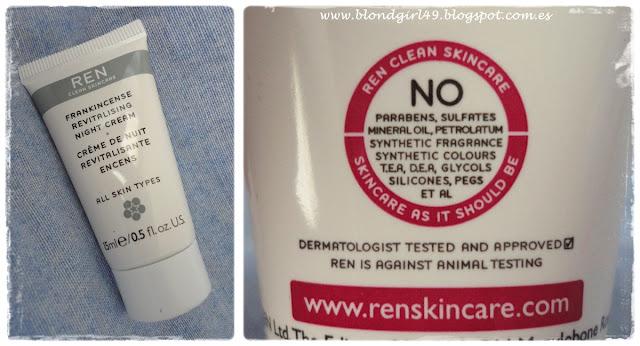 www.blondgirl49.blogspot.com.es
REN
CLEAN SKINCARE
FRANKINCENSE
REVITALISING
NIGHT CREAM
CRÈME DE NUIT
REVITALISANTE
ENCENS
ALL SKIN TYPES
15ml e/0.5 fl.oz.U.S.
REN CLEAN SKINCARE
NO
PARABENS, SULFATES
MINERAL OIL, PETROLATUM
SYNTHETIC FRAGRANCE
SYNTHETIC COLOURS
T.E.A, D.E.A, GLYCOLS
SILICONES, PEGS
ET AL
SKINCARE AS IT SHOULD BE
DERMATOLOGIST TESTED AND APPROVED ☑
REN IS AGAINST ANIMAL TESTING
www.renskincare.com
Ltd The